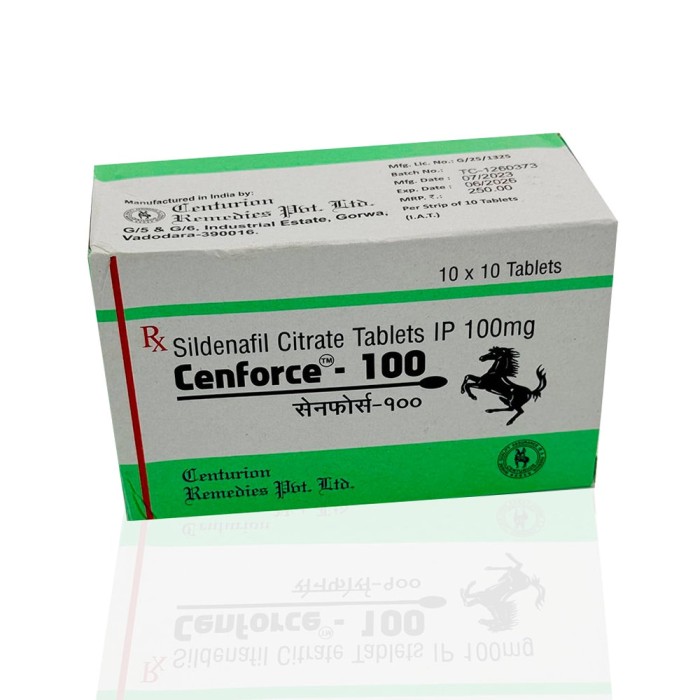 Manufactured in India by:
Centurion
Remedies Pvt. Ltd.
G/5 & G/6, Industrial Estate, Gorwa,
Vadodara-390016.
Mfg. Lic. No.: G/25/1325
Batch No.: TC-1260373
Mfg. Date : 07/2023
Exp. Date : 06/2026
MRP. ₹.: 250.00
Per Strip of 10 Tablets
(I.A.T.)
10 x 10 Tablets
Rx Sildenafil Citrate Tablets IP 100mg
Cenforce™ - 100
सेनफोर्स-१००
Centurion
Remedies Pvt. Ltd.